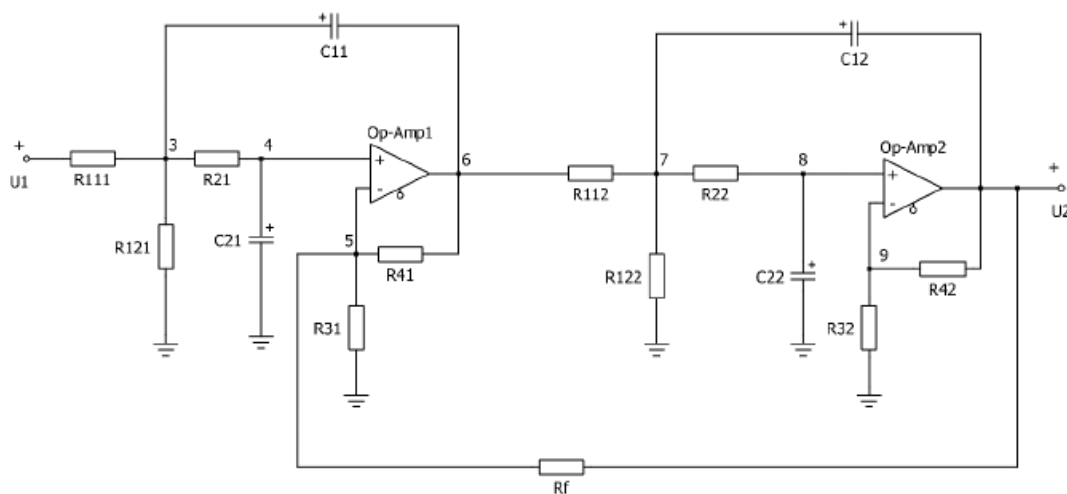 +
C11
+
C12
Op-Amp1
Op-Amp2
+
U1
R111
3
R21
4
+
-
6
R112
7
R22
8
+
-
+
U2
R121
C21
+
5
R41
R31
R122
C22
+
9
R42
R32
Rf